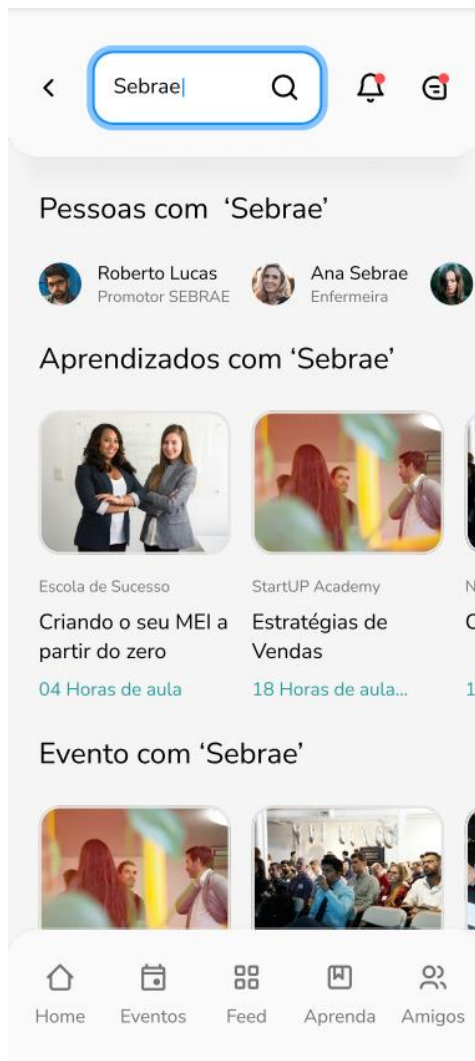 Sebrae
Pessoas com ‘Sebrae’
Roberto Lucas
Promotor SEBRAE
Ana Sebrae
Enfermeira
Aprendizados com ‘Sebrae’
Escola de Sucesso
Criando o seu MEI a
partir do zero
04 Horas de aula
StartUP Academy
Estratégias de
Vendas
18 Horas de aula...
N
C
1
Evento com ‘Sebrae’
Home
Eventos
Feed
Aprenda
Amigos